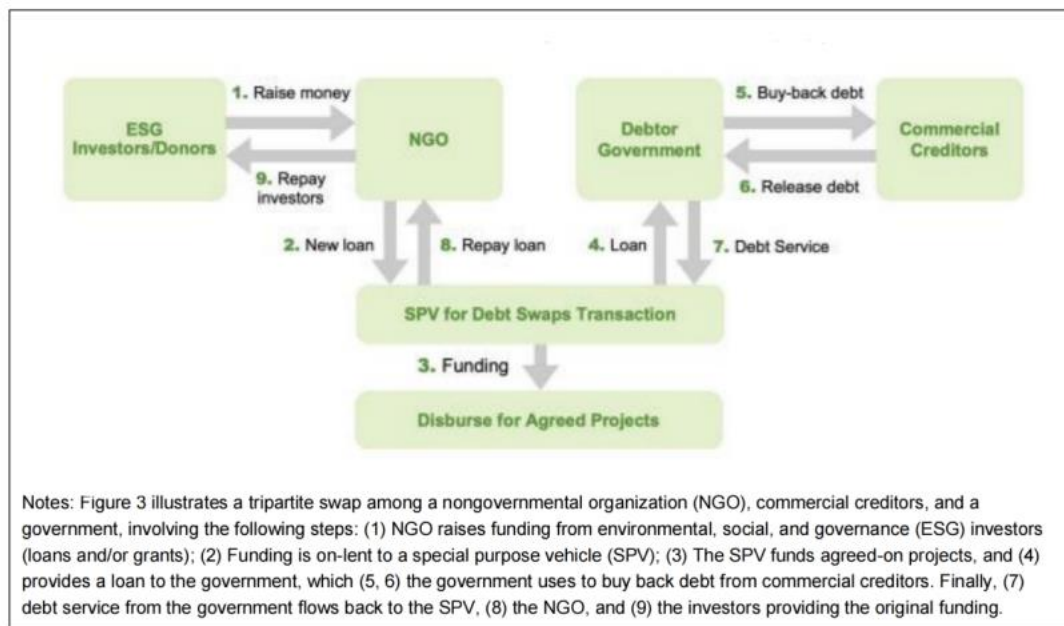 1. Raise money
5. Buy-back debt
ESG
Investors/Donors
NGO
Debtor
Government
Commercial
Creditors
9. Repay
investors
6. Release debt
2. New loan
8. Repay loan
4. Loan
7. Debt Service
SPV for Debt Swaps Transaction
3. Funding
Disburse for Agreed Projects
Notes: Figure 3 illustrates a tripartite swap among a nongovernmental organization (NGO), commercial creditors, and a
government, involving the following steps: (1) NGO raises funding from environmental, social, and governance (ESG) investors
(loans and/or grants); (2) Funding is on-lent to a special purpose vehicle (SPV); (3) The SPV funds agreed-on projects, and (4)
provides a loan to the government, which (5, 6) the government uses to buy back debt from commercial creditors. Finally, (7)
debt service from the government flows back to the SPV, (8) the NGO, and (9) the investors providing the original funding.